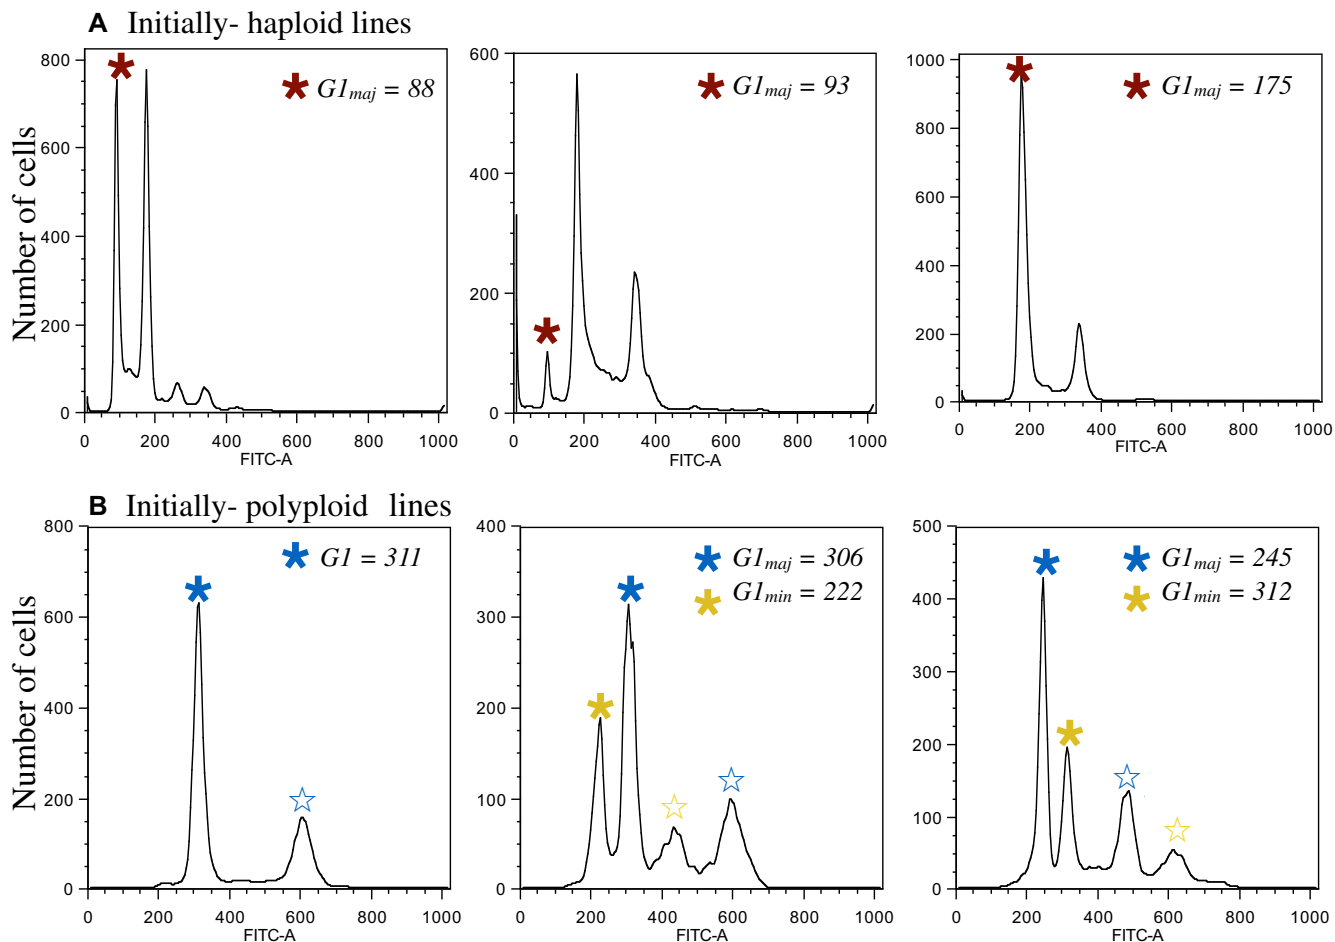 A Initially- haploid lines
Number of cells
800
600
400
200
0
0 200 400 600 800 1000
FITC-A
G1maj = 88
600
400
200
0
0 200 400 600 800 1000
FITC-A
G1maj = 93
1000
800
600
400
200
0
0 200 400 600 800 1000
FITC-A
G1maj = 175
B Initially- polyploid lines
Number of cells
800
600
400
200
0
0 200 400 600 800 1000
FITC-A
G1 = 311
400
300
200
100
0
0 200 400 600 800 1000
FITC-A
G1maj = 306
G1min = 222
500
400
300
200
100
0
0 200 400 600 800 1000
FITC-A
G1maj = 245
G1min = 312